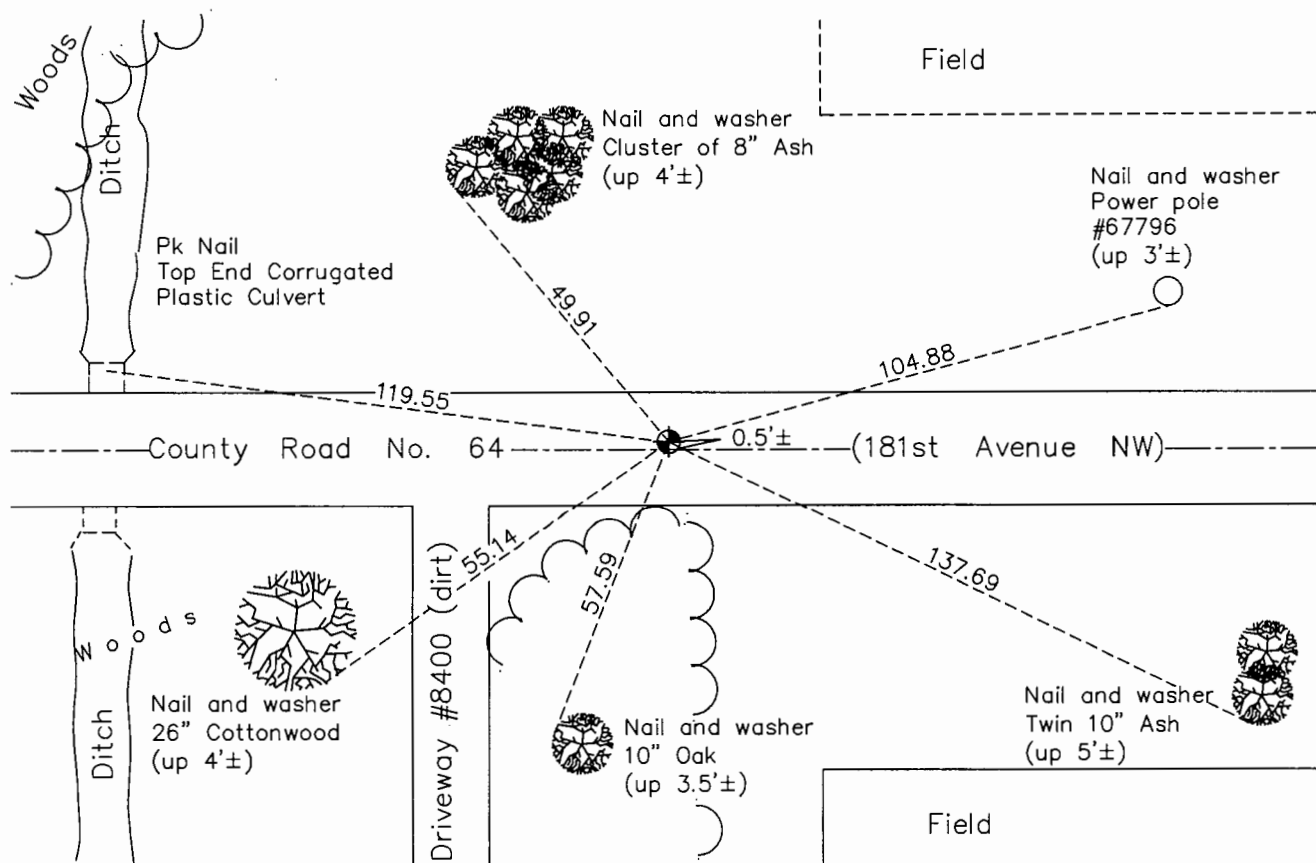 Woods
Ditch
Field
Nail and washer
Cluster of 8" Ash
(up 4'±)
Nail and washer
Power pole
#67796
(up 3'±)
Pk Nail
Top End Corrugated
Plastic Culvert
49.91
104.88
119.55
0.5'±
County Road No. 64
(181st Avenue NW)
55.14
57.59
137.69
Woods
Ditch
Nail and washer
26" Cottonwood
(up 4'±)
Driveway #8400 (dirt)
Nail and washer
10" Oak
(up 3.5'±)
Nail and washer
Twin 10" Ash
(up 5'±)
Field